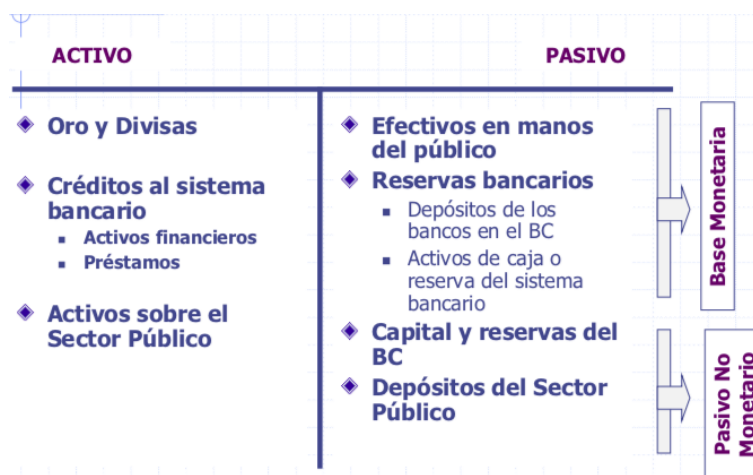 ACTIVO
PASIVO
Oro y Divisas
Créditos al sistema
bancario
Activos financieros
Préstamos
Activos sobre el
Sector Público
Efectivos en manos
del público
Reservas bancarios
Depósitos de los
bancos en el BC
Activos de caja o
reserva del sistema
bancario
Capital y reservas del
BC
Depósitos del Sector
Público
Base Monetaria
Pasivo No
Monetario